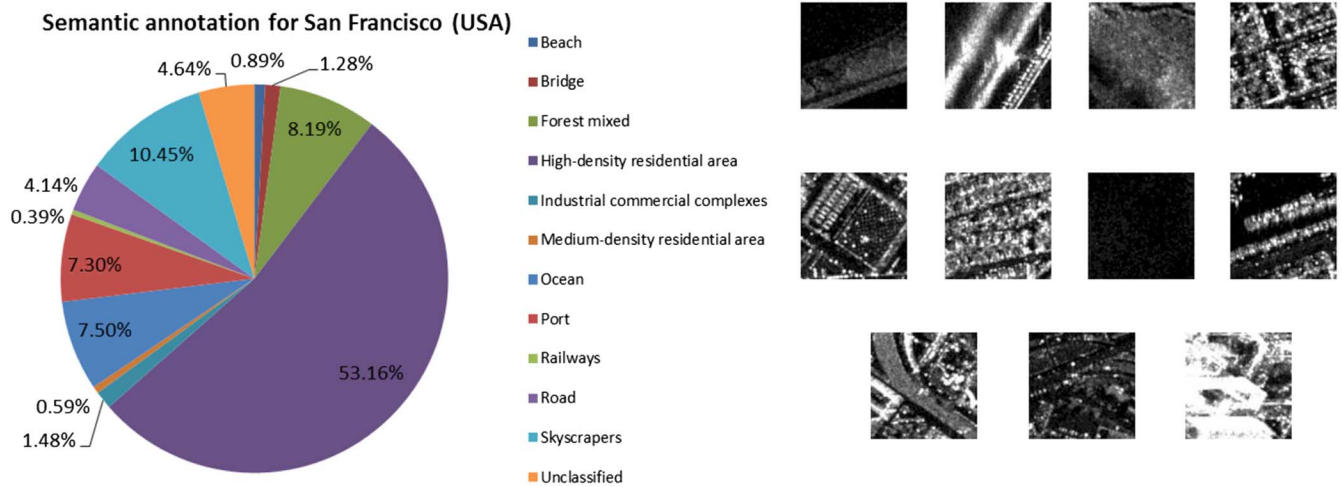 Semantic annotation for San Francisco (USA)
4.64%
0.89%
1.28%
8.19%
10.45%
4.14%
0.39%
7.30%
7.50%
53.16%
0.59%
1.48%
Beach
Bridge
Forest mixed
High-density residential area
Industrial commercial complexes
Medium-density residential area
Ocean
Port
Railways
Road
Skyscrapers
Unclassified